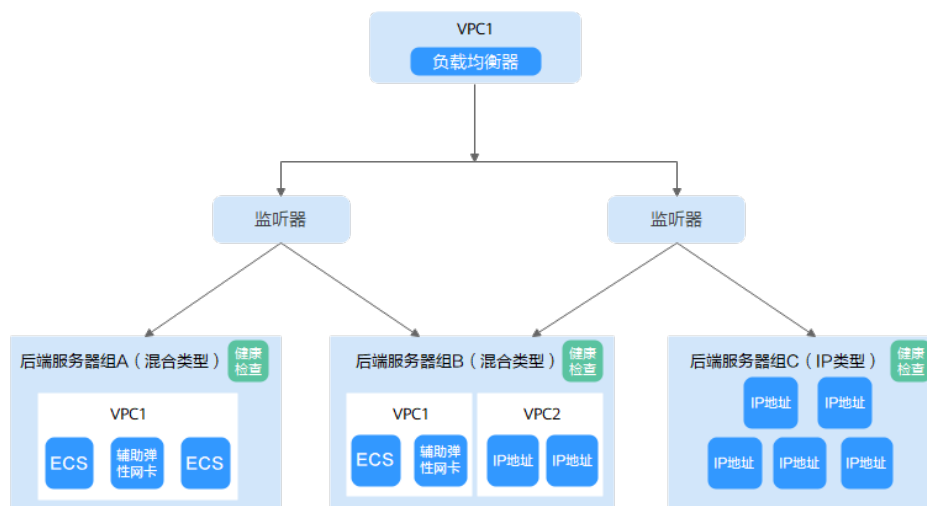 VPC1
负载均衡器
监听器
监听器
后端服务器组A（混合类型）
健康
检查
VPC1
ECS
辅助弹
性网卡
ECS
后端服务器组B（混合类型）
健康
检查
VPC1
ECS
辅助弹
性网卡
VPC2
IP地址
IP地址
后端服务器组C（IP类型）
健康
检查
IP地址
IP地址
IP地址
IP地址
IP地址